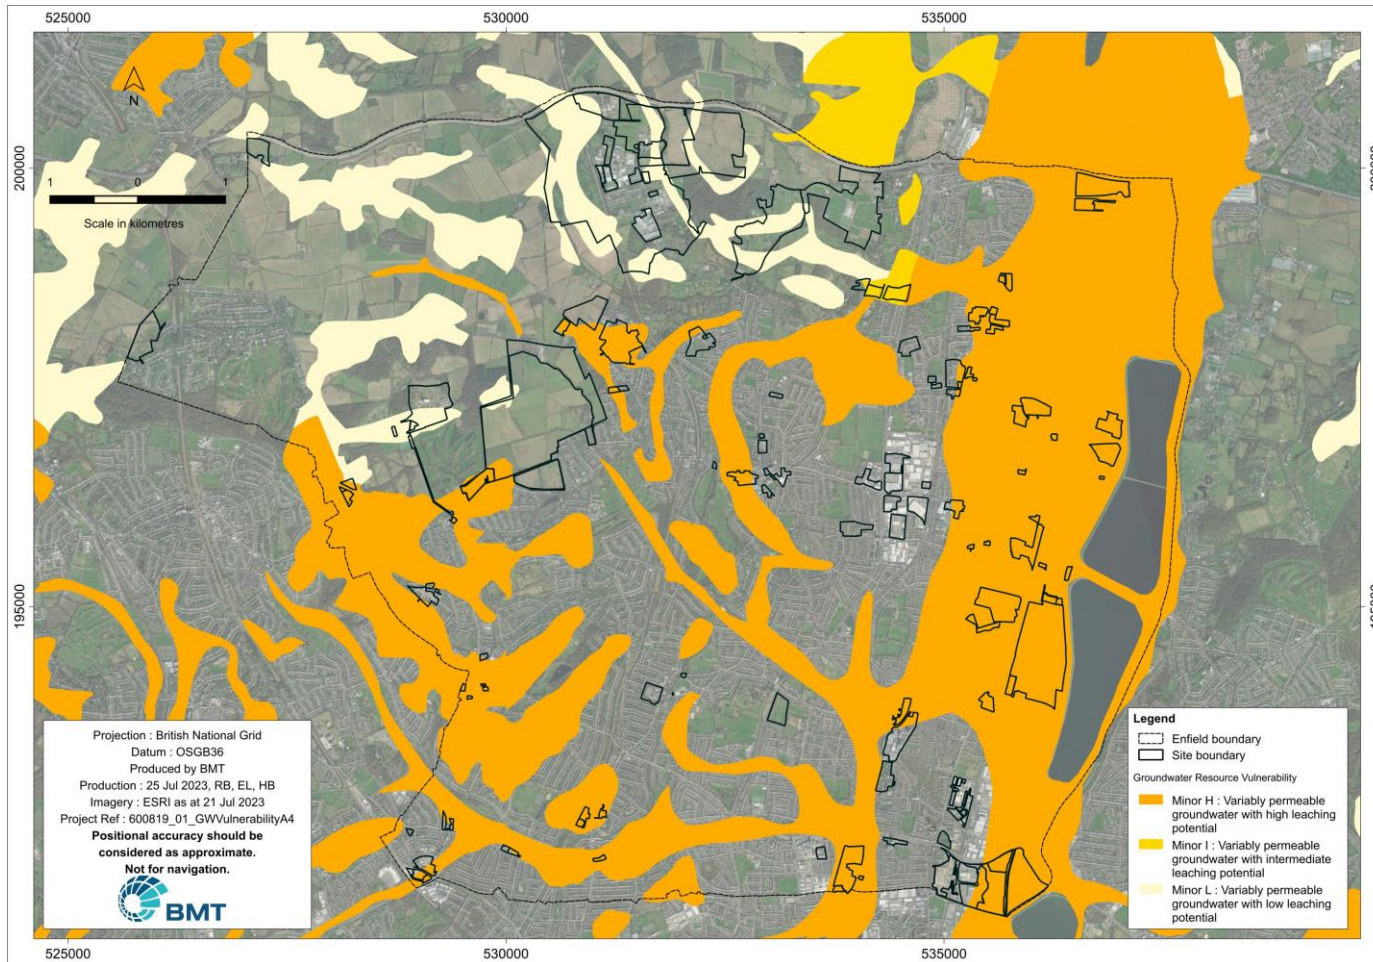 525000
530000
535000
N
200000
1
0
1
Scale in kilometres
195000
195000
Projection : British National Grid
Datum : OSGB36
Produced by BMT
Production : 25 Jul 2023, RB, EL, HB
Imagery : ESRI as at 21 Jul 2023
Project Ref : 600819_01_GWVulnerabilityA4
Positional accuracy should be
considered as approximate.
Not for navigation.
BMT
Legend
Enfield boundary
Site boundary
Groundwater Resource Vulnerability
Minor H : Variably permeable
groundwater with high leaching
potential
Minor I : Variably permeable
groundwater with intermediate
leaching potential
Minor L : Variably permeable
groundwater with low leaching
potential
525000
530000
535000